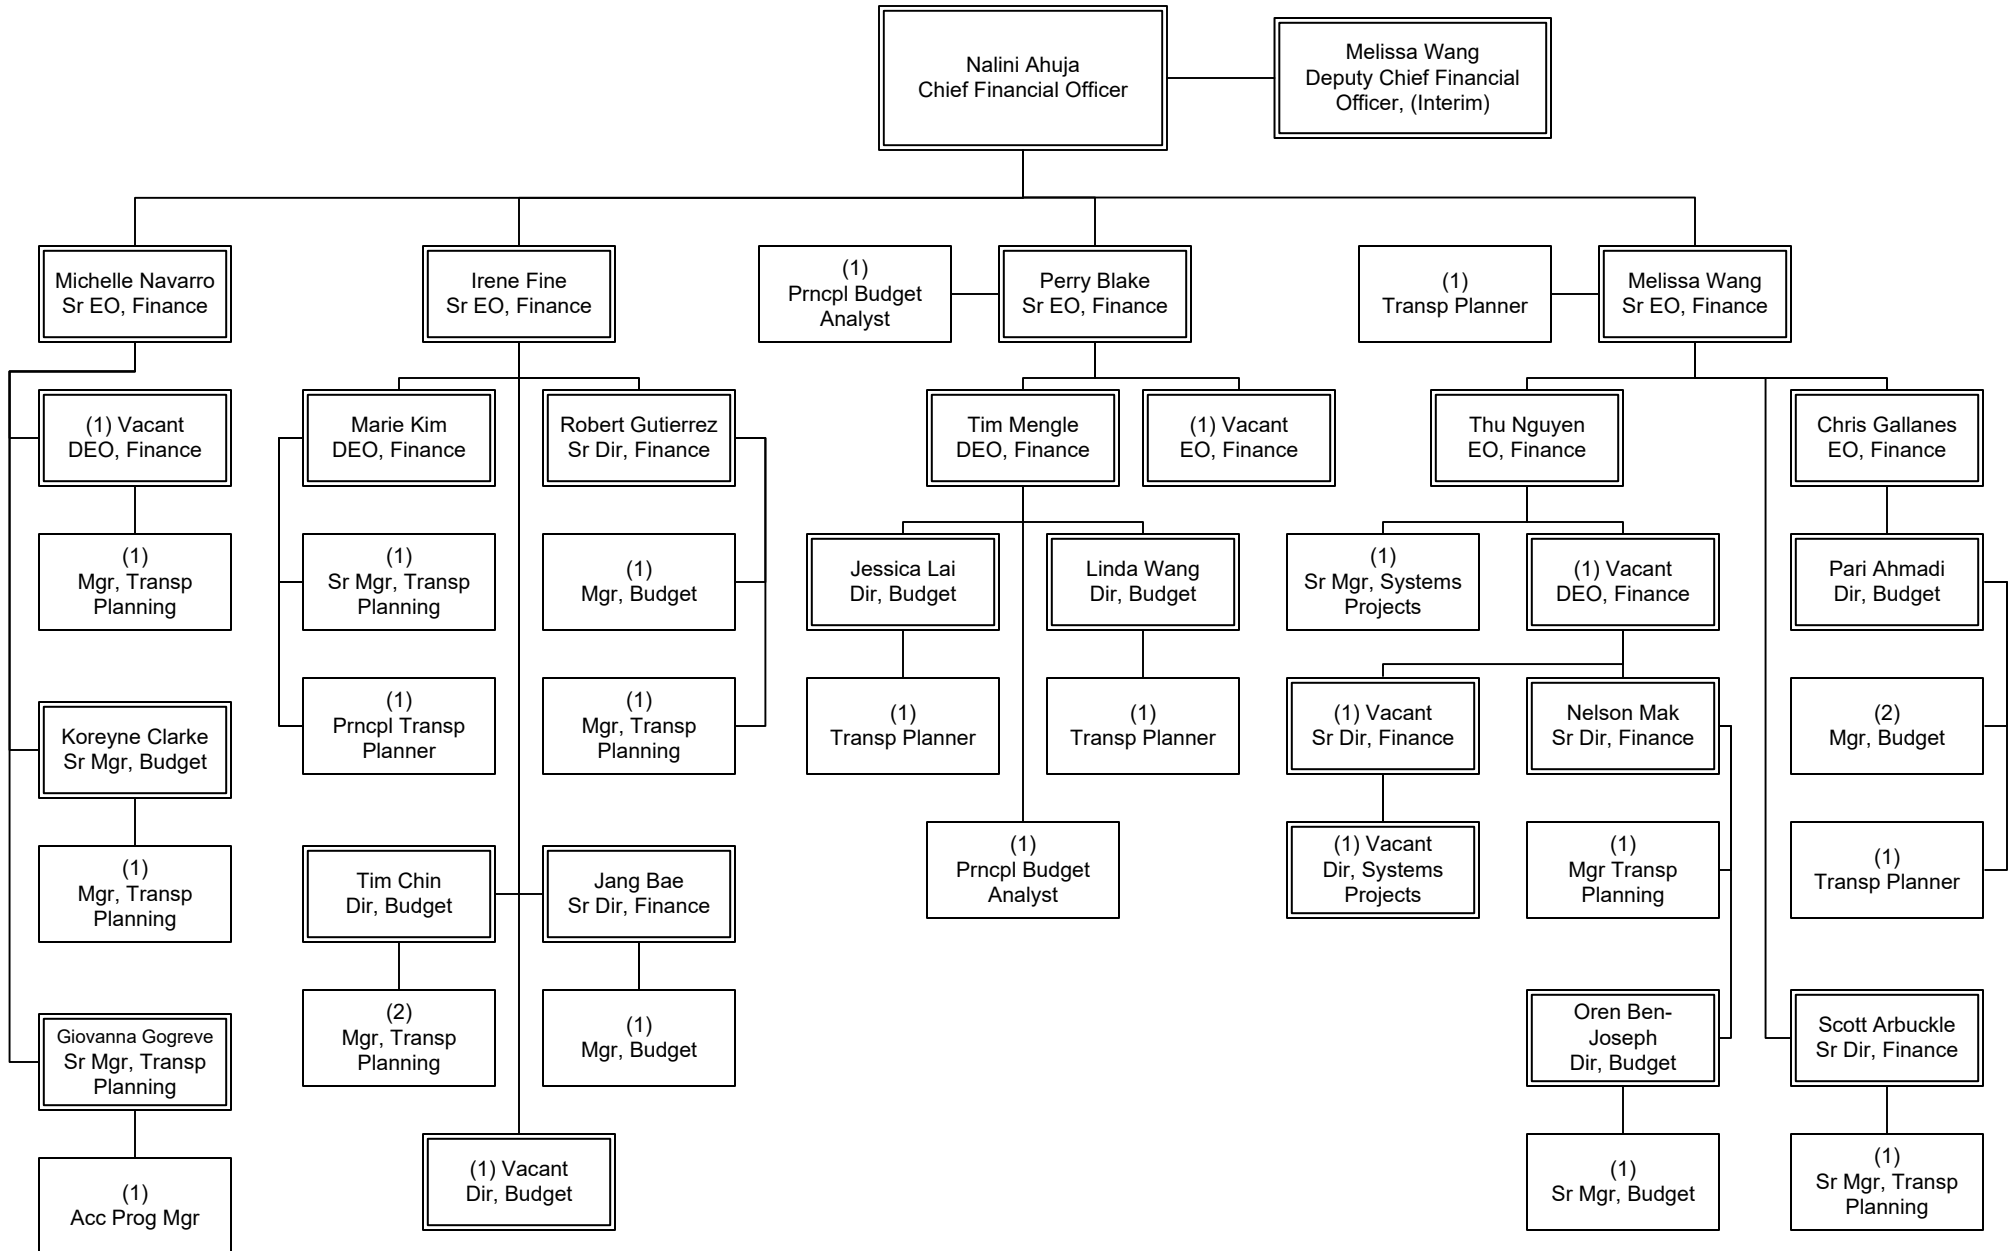 Nalini Ahuja
Chief Financial Officer
Melissa Wang
Deputy Chief Financial
Officer, (Interim)
Michelle Navarro
Sr EO, Finance
Irene Fine
Sr EO, Finance
(1)
Prncpl Budget
Analyst
Perry Blake
Sr EO, Finance
(1)
Transp Planner
Melissa Wang
Sr EO, Finance
(1) Vacant
DEO, Finance
Marie Kim
DEO, Finance
Robert Gutierrez
Sr Dir, Finance
Tim Mengle
DEO, Finance
(1) Vacant
EO, Finance
Thu Nguyen
EO, Finance
Chris Gallanes
EO, Finance
(1)
Mgr, Transp
Planning
(1)
Sr Mgr, Transp
Planning
(1)
Mgr, Budget
Jessica Lai
Dir, Budget
Linda Wang
Dir, Budget
(1)
Sr Mgr, Systems
Projects
(1) Vacant
DEO, Finance
Pari Ahmadi
Dir, Budget
Koreyne Clarke
Sr Mgr, Budget
(1)
Prncpl Transp
Planner
(1)
Mgr, Transp
Planning
(1)
Transp Planner
(1)
Transp Planner
(1) Vacant
Sr Dir, Finance
Nelson Mak
Sr Dir, Finance
(2)
Mgr, Budget
(1)
Mgr, Transp
Planning
Tim Chin
Dir, Budget
Jang Bae
Sr Dir, Finance
(1)
Prncpl Budget
Analyst
(1) Vacant
Dir, Systems
Projects
(1)
Mgr Transp
Planning
(1)
Transp Planner
Giovanna Gogreve
Sr Mgr, Transp
Planning
(2)
Mgr, Transp
Planning
(1)
Mgr, Budget
Oren Ben-
Joseph
Dir, Budget
Scott Arbuckle
Sr Dir, Finance
(1)
Acc Prog Mgr
(1) Vacant
Dir, Budget
(1)
Sr Mgr, Budget
(1)
Sr Mgr, Transp
Planning